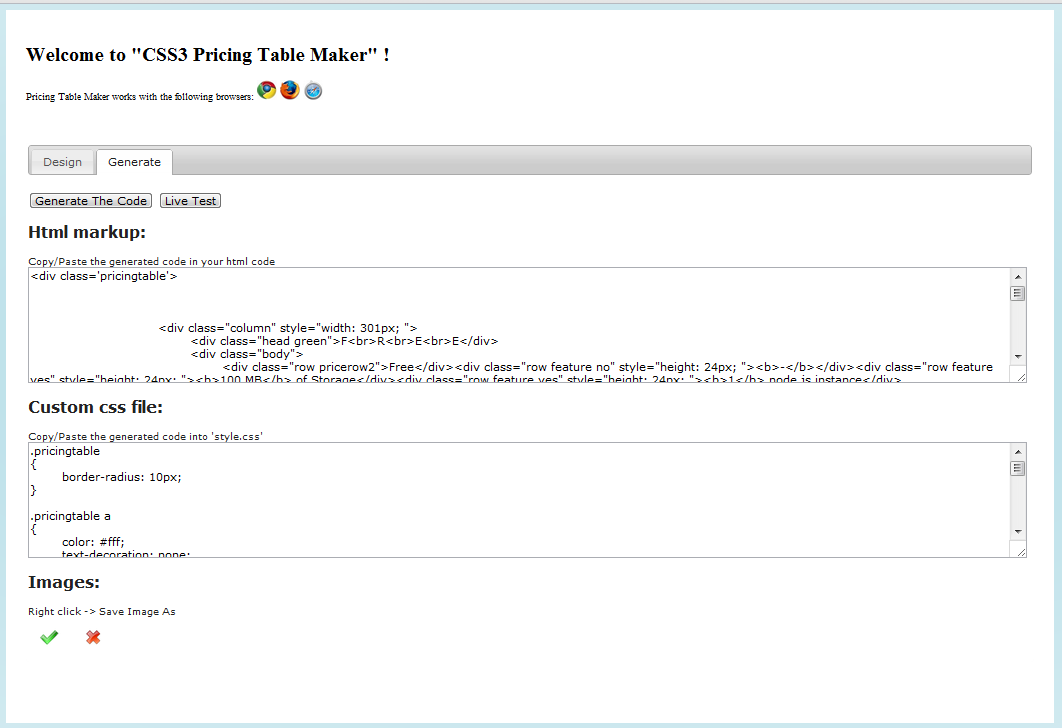 Welcome to "CSS3 Pricing Table Maker" !
Pricing Table Maker works with the following browsers:
Design Generate
Generate The Code Live Test
Html markup:
Copy/Paste the generated code in your html code
<div class='pricingtable'>
<div class="column" style="width: 301px; ">
<div class="head green">F<br>R<br>E<br>E</div>
<div class="body">
<div class="row pricerow2">Free</div><div class="row feature no" style="height: 24px; "><b>-</b></div><div class="row feature
yes" style="height: 24px; "><b>100 MB</b> of Storage</div><div class="row feature yes" style="height: 24px; "><b>1</b> node.js instance</div>
Custom css file:
Copy/Paste the generated code into 'style.css'
.pricingtable
{
border-radius: 10px;
}
.pricingtable a
{
color: #fff;
text-decoration: none;
Images:
Right click -> Save Image As